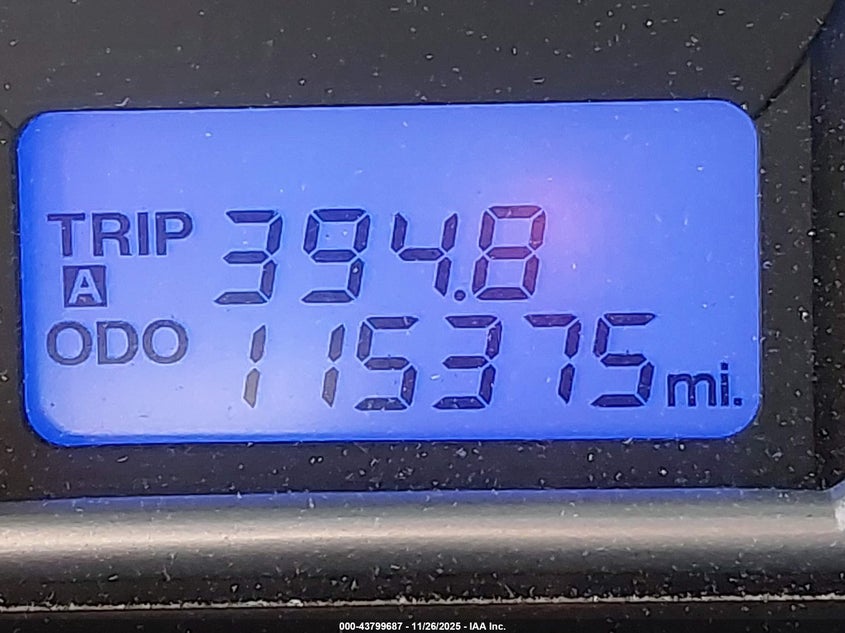 TRIP 394.8
A
ODO 115375 mi.
000-43799687 - 11/26/2025 - IAA Inc.